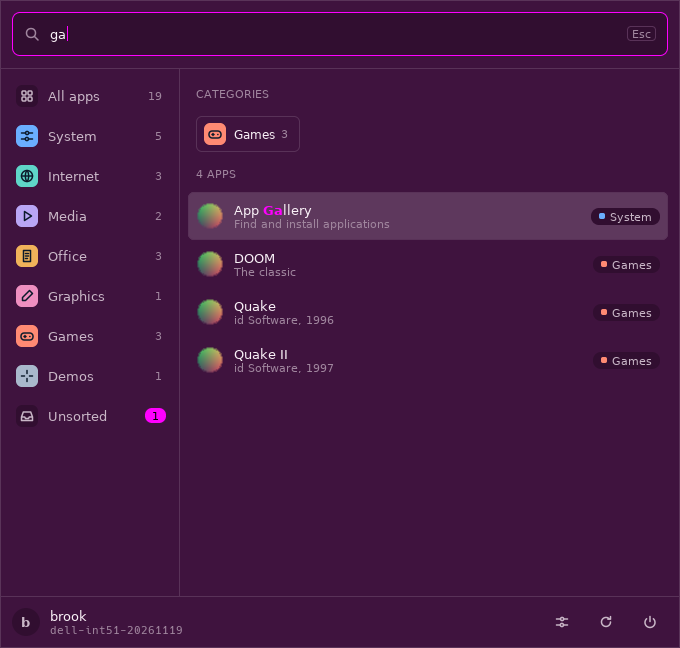 ga
Esc
All apps 19
System 5
Internet 3
Media 2
Office 3
Graphics 1
Games 3
Demos 1
Unsorted 1
CATEGORIES
Games 3
4 APPS
App Gallery
Find and install applications
System
DOOM
The classic
Games
Quake
id Software, 1996
Games
Quake II
id Software, 1997
Games
b
brook
dell-int51-20261119